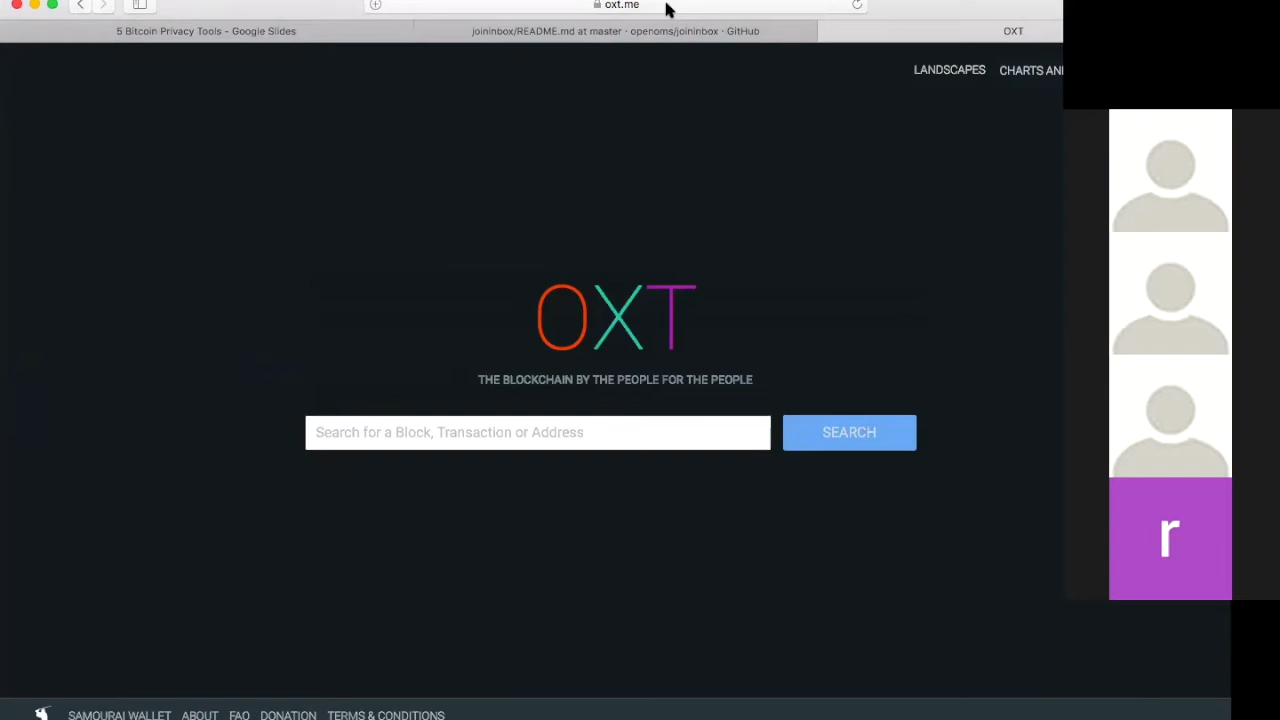 oxt.me
5 Bitcoin Privacy Tools - Google Slides
joininbox/README.md at master · openoms/joininbox · GitHub
OXT
LANDSCAPES
CHARTS AN
OXT
THE BLOCKCHAIN BY THE PEOPLE FOR THE PEOPLE
Search for a Block, Transaction or Address
SEARCH
r
SAMOURAI WALLET ABOUT FAQ DONATION TERMS & CONDITIONS